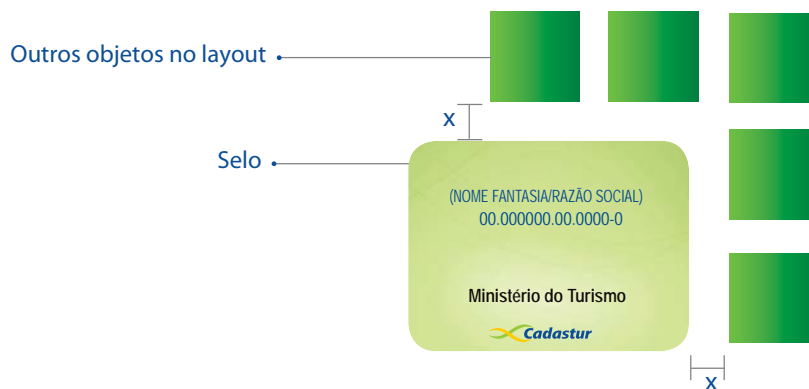 Outros objetos no layout
x
Selo
(NOME FANTASIA/RAZÃO SOCIAL)
00.000000.00.0000-0
Ministério do Turismo
Cadastur
x